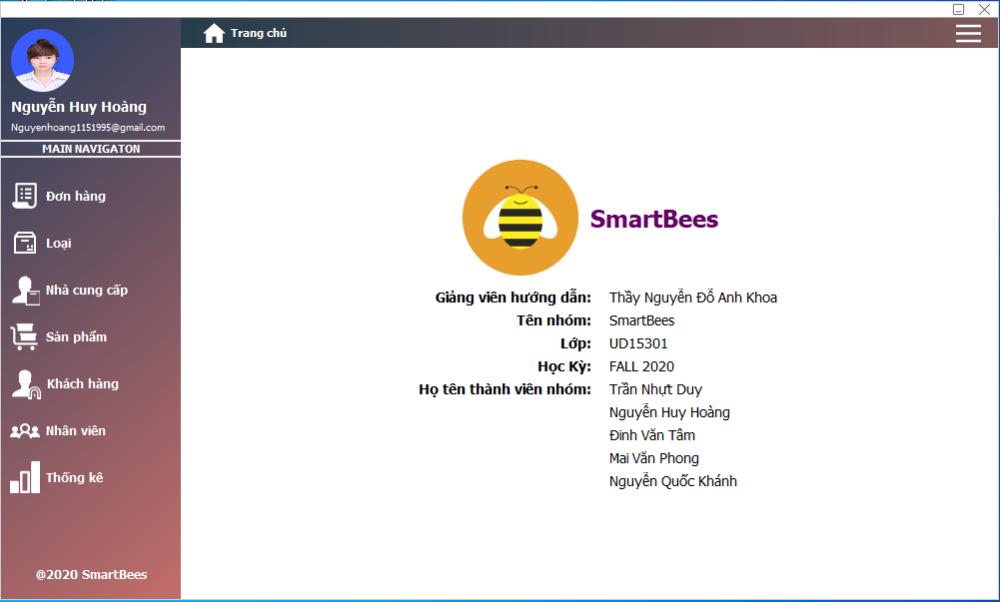 Trang chủ
Nguyễn Huy Hoàng
Nguyenhoang1151995@gmail.com
MAIN NAVIGATON
Đơn hàng
Loại
Nhà cung cấp
Sản phẩm
Khách hàng
Nhân viên
Thống kê
@2020 SmartBees
SmartBees
Giảng viên hướng dẫn: Thầy Nguyễn Đỗ Anh Khoa
Tên nhóm: SmartBees
Lớp: UD15301
Học Kỳ: FALL 2020
Họ tên thành viên nhóm: Trần Nhựt Duy
Nguyễn Huy Hoàng
Đinh Văn Tâm
Mai Văn Phong
Nguyễn Quốc Khánh